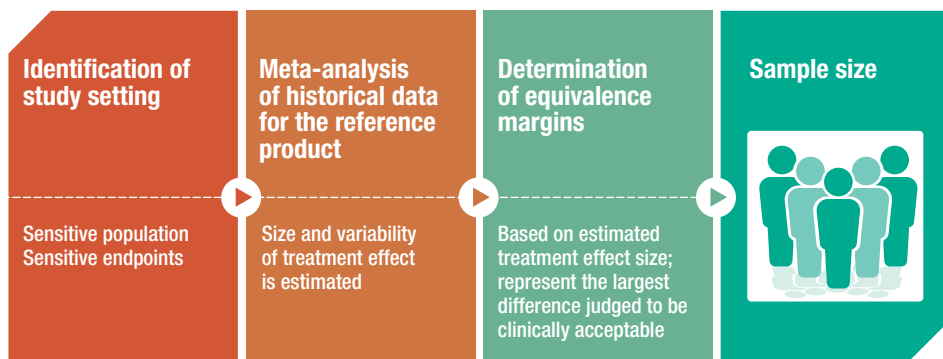 Identification of
study setting
Sensitive population
Sensitive endpoints
Meta-analysis
of historical data
for the reference
product
Size and variability
of treatment effect
is estimated
Determination
of equivalence
margins
Based on estimated
treatment effect size;
represent the largest
difference judged to be
clinically acceptable
Sample size